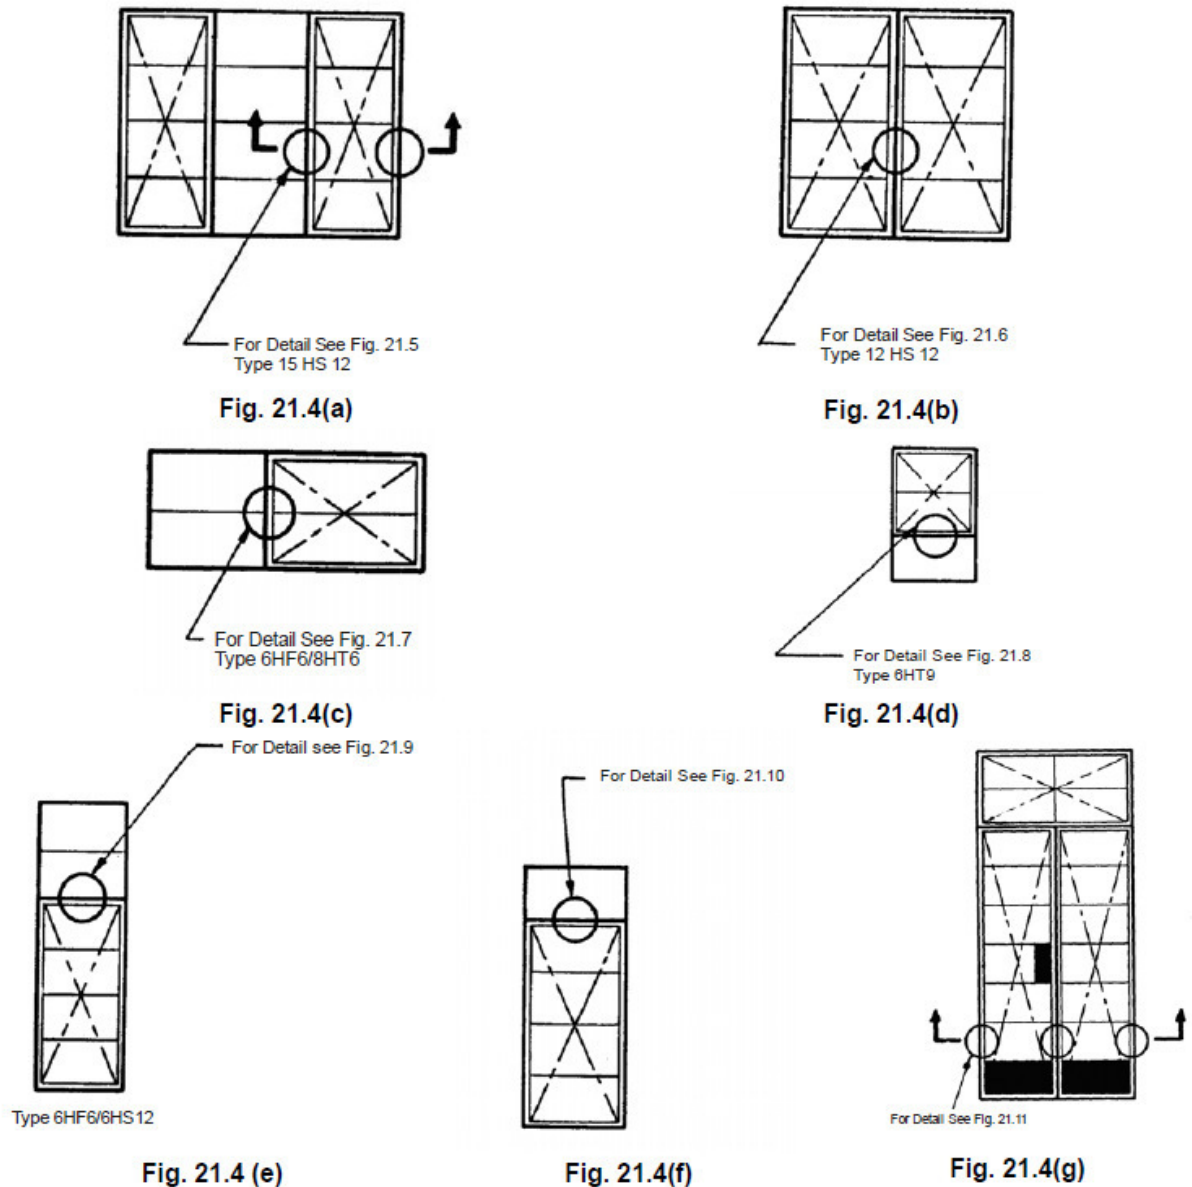 For Detail See Fig. 21.5
Type 15 HS 12
Fig. 21.4(a)
For Detail See Fig. 21.6
Type 12 HS 12
Fig. 21.4(b)
For Detail See Fig. 21.7
Type 6HF6/8HT6
Fig. 21.4(c)
For Detail See Fig. 21.8
Type 6HT9
Fig. 21.4(d)
For Detail see Fig. 21.9
Type 6HF6/6HS12
Fig. 21.4 (e)
For Detail See Fig. 21.10
Fig. 21.4(f)
For Detail See Fig. 21.11
Fig. 21.4(g)